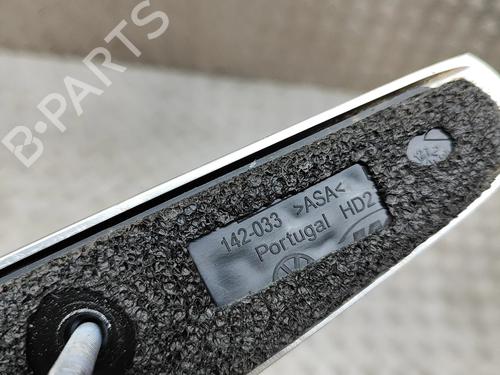 B-PARTS
142-033 >ASA<
Portugal HD2